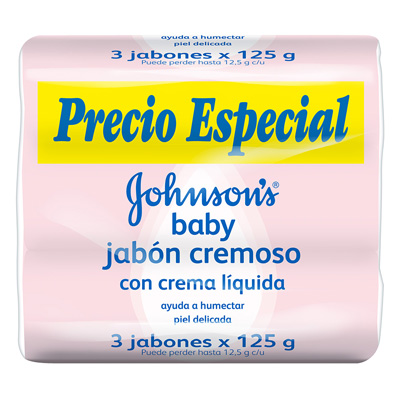 ayuda a humectar
piel delicada
3 jabones x 125 g
Puede perder hasta 12,5 g c/u
Precio Especial
Johnson's®
baby
jabón cremoso
con crema líquida
ayuda a humectar
piel delicada
3 jabones x 125 g
Puede perder hasta 12,5 g c/u